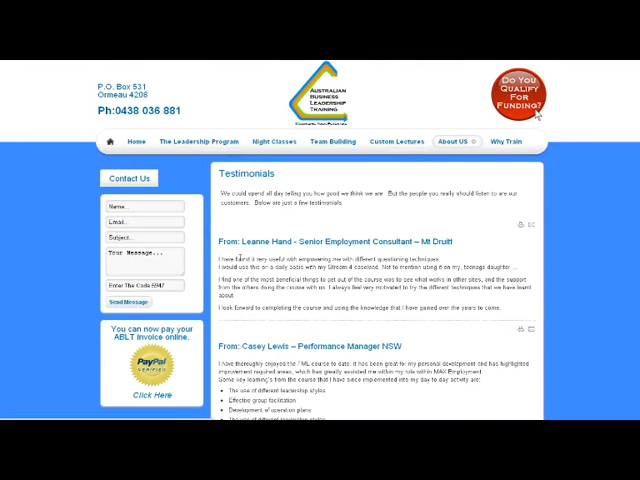 P.O. Box 531
Ormeau 4208
Ph:0438 036 881
AUSTRALIAN
BUSINESS
LEADERSHIP
TRAINING
DO YOU
QUALIFY
FOR
FUNDING?
Home
The Leadership Program
Night Classes
Team Building
Custom Lectures
About US
Why Train
Contact Us
Name...
Email...
Subject...
Your Message...
Enter The Code 6947
Send Message
You can now pay your
ABLT Invoice online.
PayPal
VERIFIED
Click Here
Testimonials
We could spend all day telling you how good we think we are. But the people you really should listen to are our
customers. Below are just a few testimonials
From: Leanne Hand - Senior Employment Consultant – Mt Druitt
I have found it very useful with empowering me with different questioning techniques.
I would use this on a daily basis with my Stream 4 caseload. Not to mention using it on my, teenage daughter...
I find one of the most beneficial things to get out of the course was to see what works in other sites, and the support
from the others doing the course with us. I always feel very motivated to try the different techniques that we have learnt
about
I look forward to completing the course and using the knowledge that I have gained over the years to come.
From: Casey Lewis – Performance Manager NSW
I have thoroughly enjoyed the TML course to date, it has been great for my personal development and has highlighted
improvement required areas, which has greatly assisted me within my role within MAX Employment.
Some key learning's from the course that I have since implemented into my day to day activity are:
The use of different leadership styles
Effective group facilitation
Development of operation plans
The use of different leadership styles